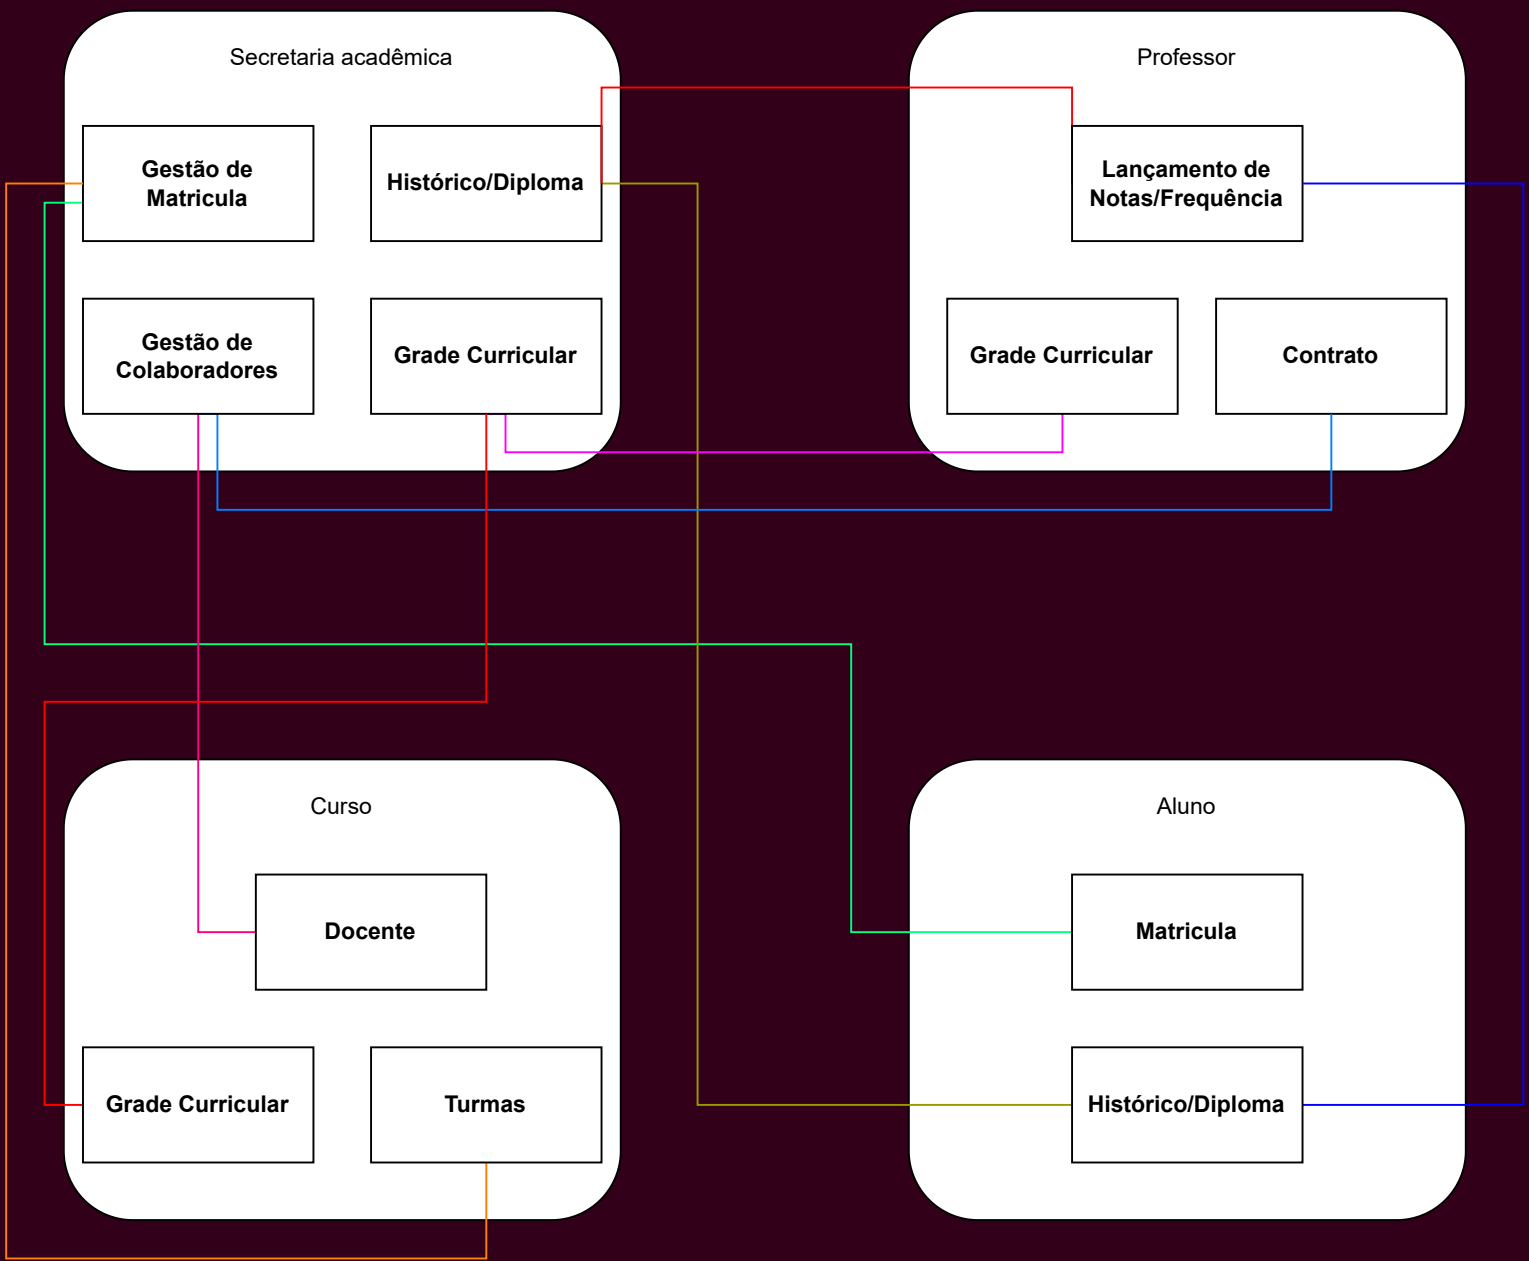 Secretaria acadêmica
Gestão de
Matricula
Histórico/Diploma
Gestão de
Colaboradores
Grade Curricular
Professor
Lançamento de
Notas/Frequência
Grade Curricular
Contrato
Curso
Docente
Grade Curricular
Turmas
Aluno
Matricula
Histórico/Diploma